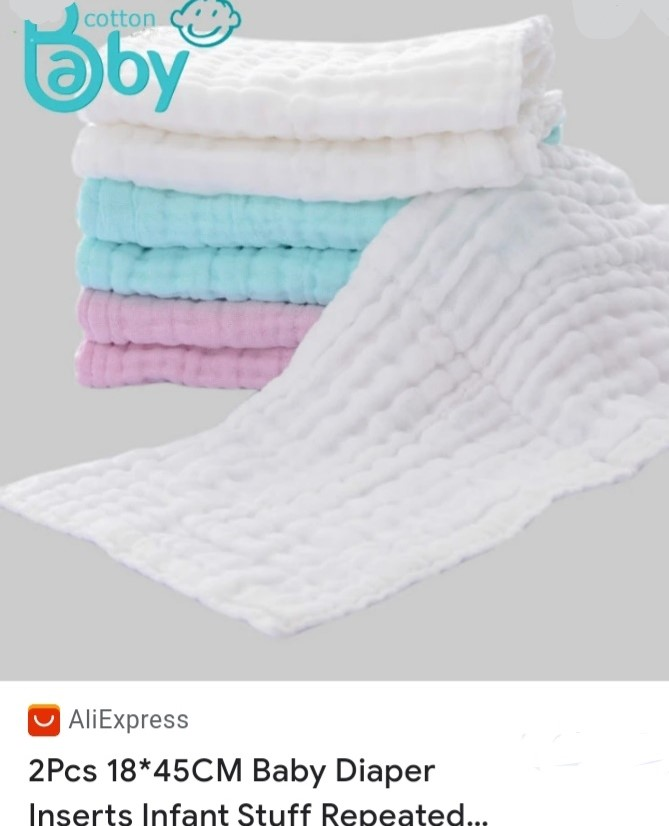 cotton
Baby
AliExpress
2Pcs 18*45CM Baby Diaper
Inserts Infant Stuff Repeated...